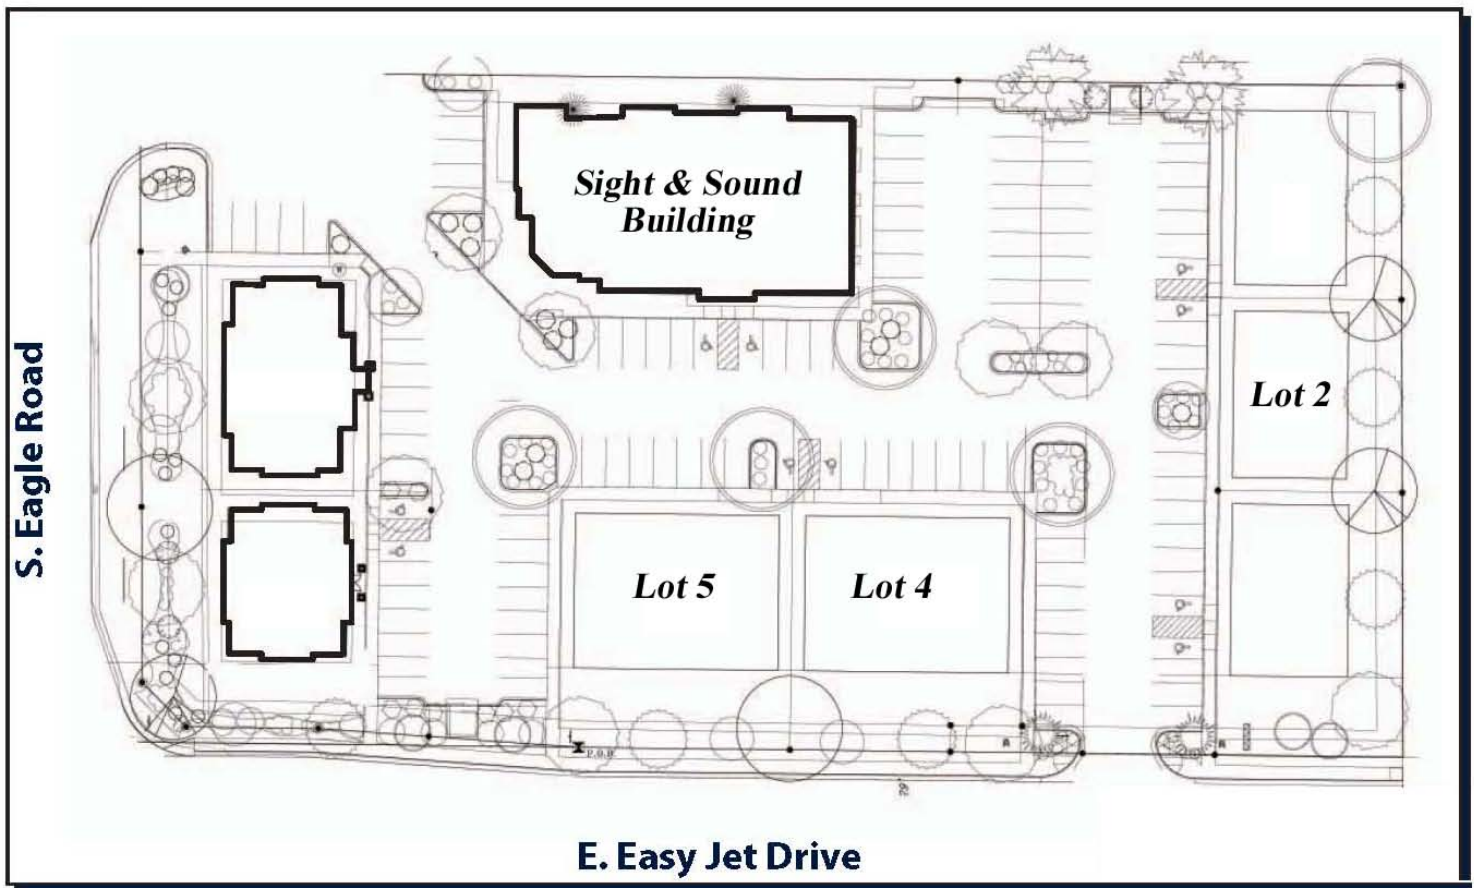 Sight & Sound
Building
Lot 2
S. Eagle Road
Lot 5
Lot 4
P.O.B.
E. Easy Jet Drive